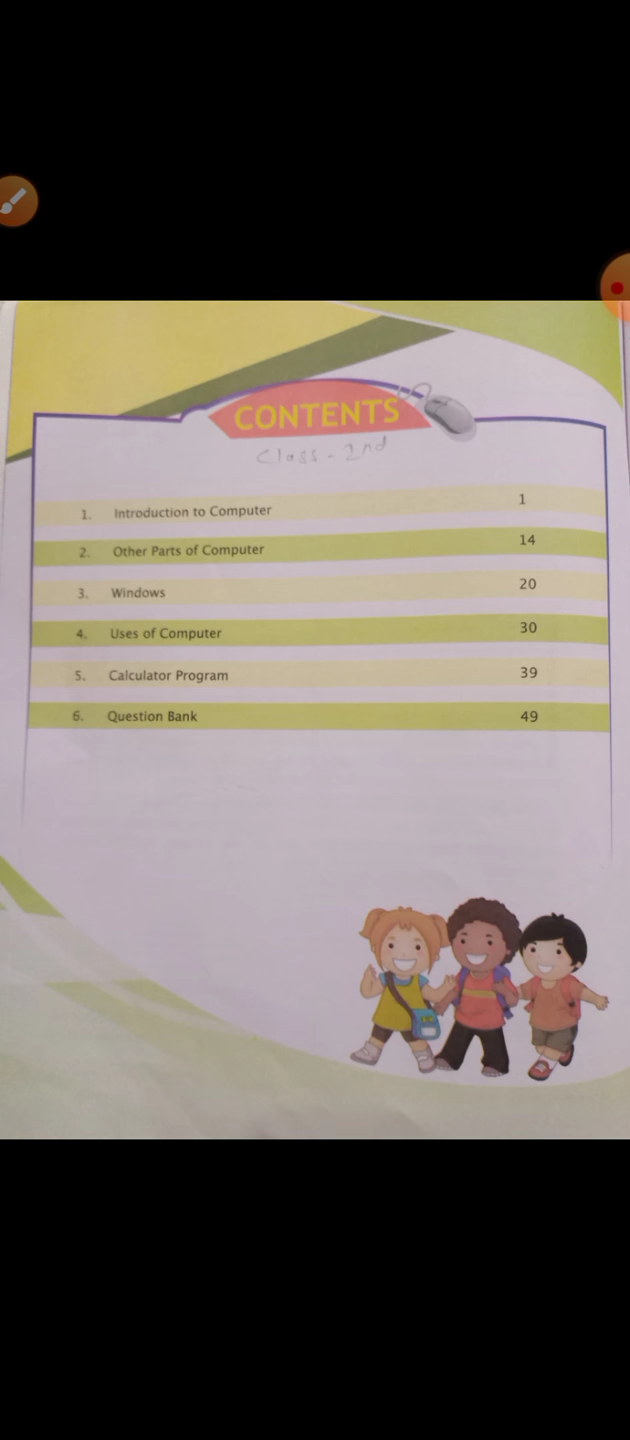 CONTENTS
Class - 2nd
1. Introduction to Computer 1
2. Other Parts of Computer 14
3. Windows 20
4. Uses of Computer 30
5. Calculator Program 39
6. Question Bank 49